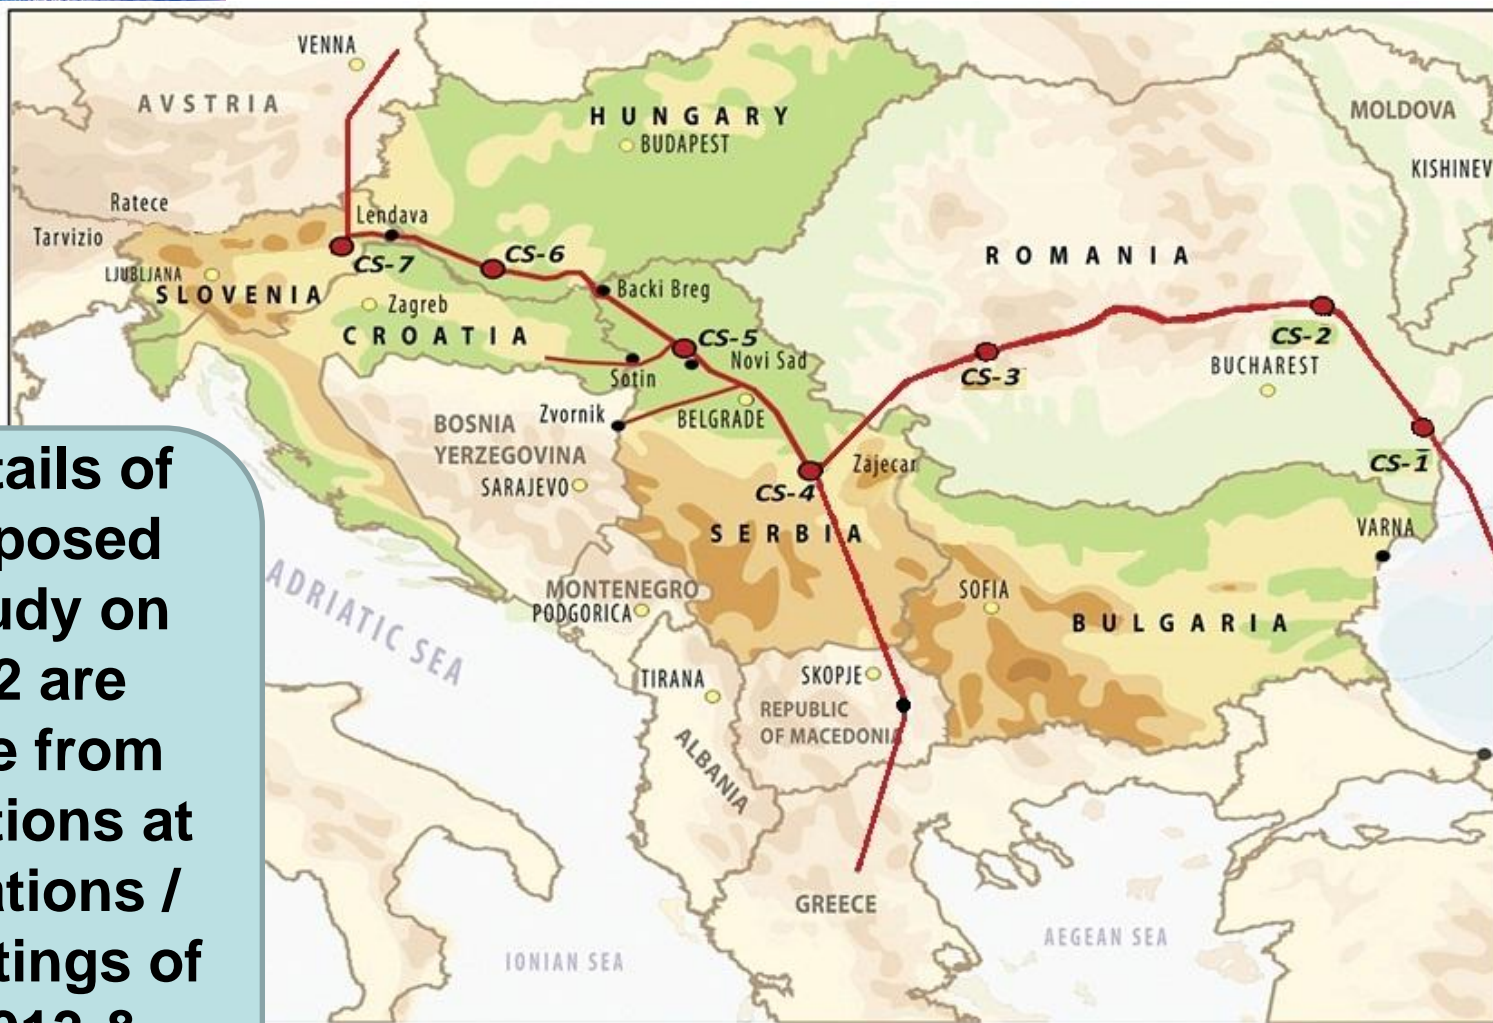 VENNA
AVSTRIA
HUNGARY
BUDAPEST
MOLDOVA
KISHINEV
Ratece
Tarvizio
Lendava
CS-7
CS-6
LJUBLJANA
SLOVENIA
Zagreb
CROATIA
Backi Breg
ROMANIA
CS-5
Novi Sad
Sotin
CS-3
CS-2
BUCHAREST
Zvornik
BELGRADE
BOSNIA
YERZEGOVINA
SARAJEVO
Zajecar
CS-4
CS-1
SERBIA
VARNA
tails of
posed
udy on
2 are
e from
tions at
ations /
tings of
013 &
ADRIATIC SEA
MONTENEGRO
PODGORICA
SOFIA
BULGARIA
TIRANA
SKOPJE
REPUBLIC
OF MACEDONIA
ALBANIA
GREECE
IONIAN SEA
AEGEAN SEA